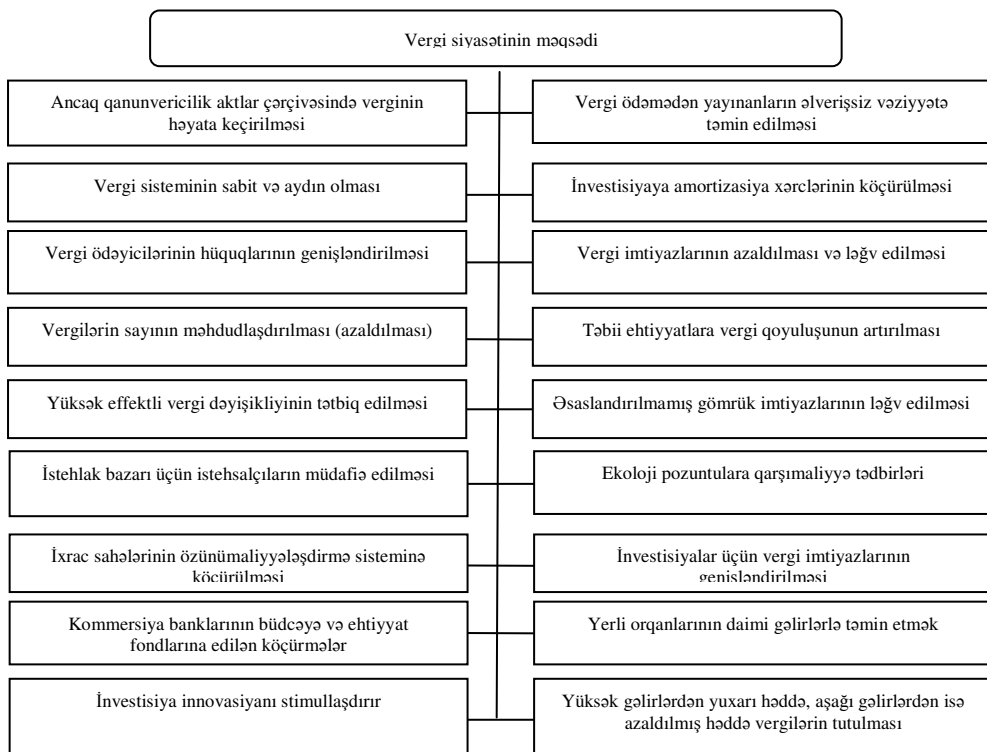 Vergi siyasətinin məqsədi
Ancaq qanunvericilik aktlar çərçivəsində verginin
həyata keçirilməsi
Vergi ödəmədən yayınanların əlverişsiz vəziyyətə
təmin edilməsi
Vergi sisteminin sabit və aydın olması
İnvestisiyaya amortizasiya xərclərinin köçürülməsi
Vergi ödəyicilərinin hüquqlarının genişləndirilməsi
Vergi imtiyazlarının azaldılması və ləğv edilməsi
Vergilərin sayının məhdudlaşdırılması (azaldılması)
Təbii ehtiyyatlara vergi qoyuluşunun artırılması
Yüksək effektli vergi dəyişikliyinin tətbiq edilməsi
Əsaslandırılmamış gömrük imtiyazlarının ləğv edilməsi
İstehlak bazarı üçün istehsalçıların müdafiə edilməsi
Ekoloji pozuntulara qarşımaliyyə tədbirləri
İxrac sahələrinin özünümaliyyələşdirmə sisteminə
köçürülməsi
İnvestisiyalar üçün vergi imtiyazlarının
genişləndirilməsi
Kommersiya banklarının büdcəyə və ehtiyyat
fondlarına edilən köçürmələr
Yerli orqanlarının daimi gəlirlərlə təmin etmək
İnvestisiya innovasiyanı stimullaşdırır
Yüksək gəlirlərdən yuxarı həddə, aşağı gəlirlərdən isə
azaldılmış həddə vergilərin tutulması